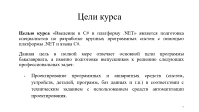 Цели курса
Целью курса «Введение в C# и платформу .NET» является подготовка
специалистов по разработке крупных программных систем с помощью
платформы .NET и языка C#.
Данная цель в полной мере отвечает основной цели программы
бакалавриата, а именно подготовке выпускников к решению следующих
профессиональных задач:
Проектирование программных и аппаратных средств (систем,
устройств, деталей, программ, баз данных и т.п.) в соответствии с
техническим заданием с использованием средств автоматизации
проектирования.